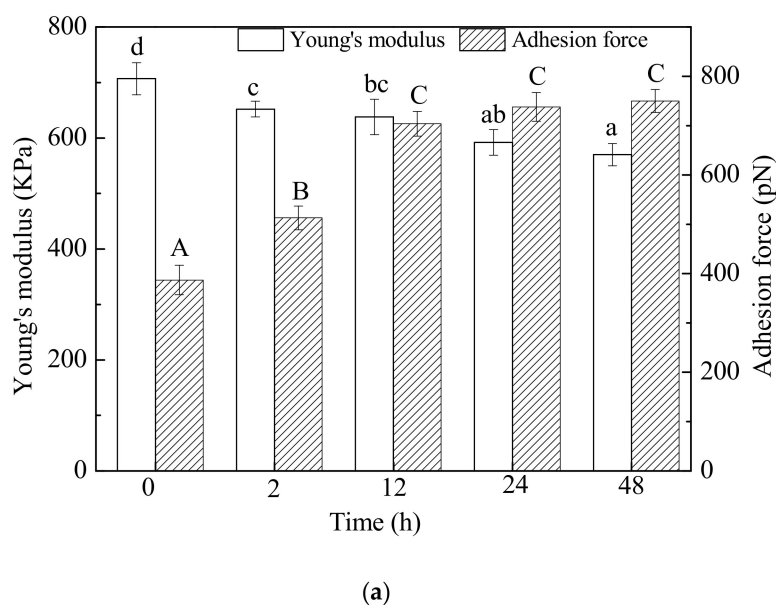 Young's modulus
Adhesion force
800
600
400
200
0
Young's modulus (KPa)
d
c
bc
ab
a
A
B
C
C
C
800
600
400
200
0
Adhesion force (pN)
0 2 12 24 48
Time (h)
(a)